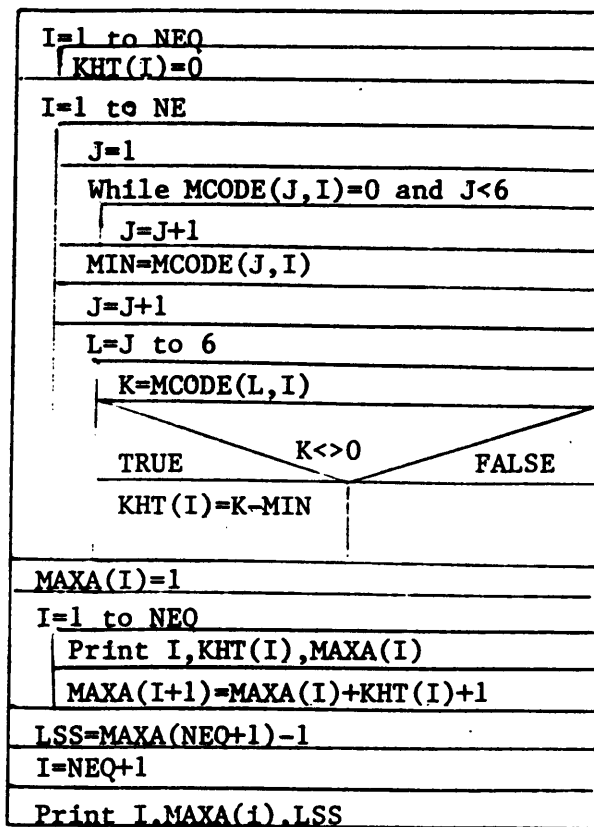 I=1 to NEQ
KHT(I)=0
I=1 to NE
J=1
While MCODE(J,I)=0 and J<6
J=J+1
MIN=MCODE(J,I)
J=J+1
L=J to 6
K=MCODE(L,I)
K<>0
TRUE FALSE
KHT(I)=K-MIN
MAXA(I)=1
I=1 to NEQ
Print I,KHT(I),MAXA(I)
MAXA(I+1)=MAXA(I)+KHT(I)+1
LSS=MAXA(NEQ+1)-1
I=NEQ+1
Print I,MAXA(i),LSS